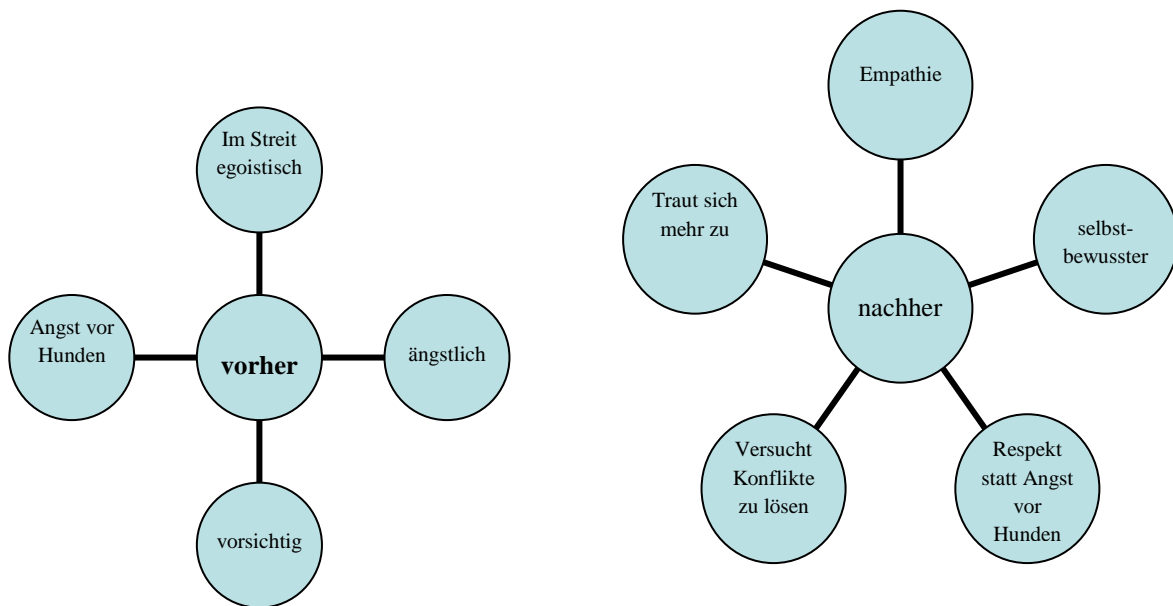 Im Streit
egoistisch
Angst vor
Hunden
vorher
ängstlich
vorsichtig
Empathie
Traut sich
mehr zu
selbst-
bewusster
nachher
Versucht
Konflikte
zu lösen
Respekt
statt Angst
vor
Hunden